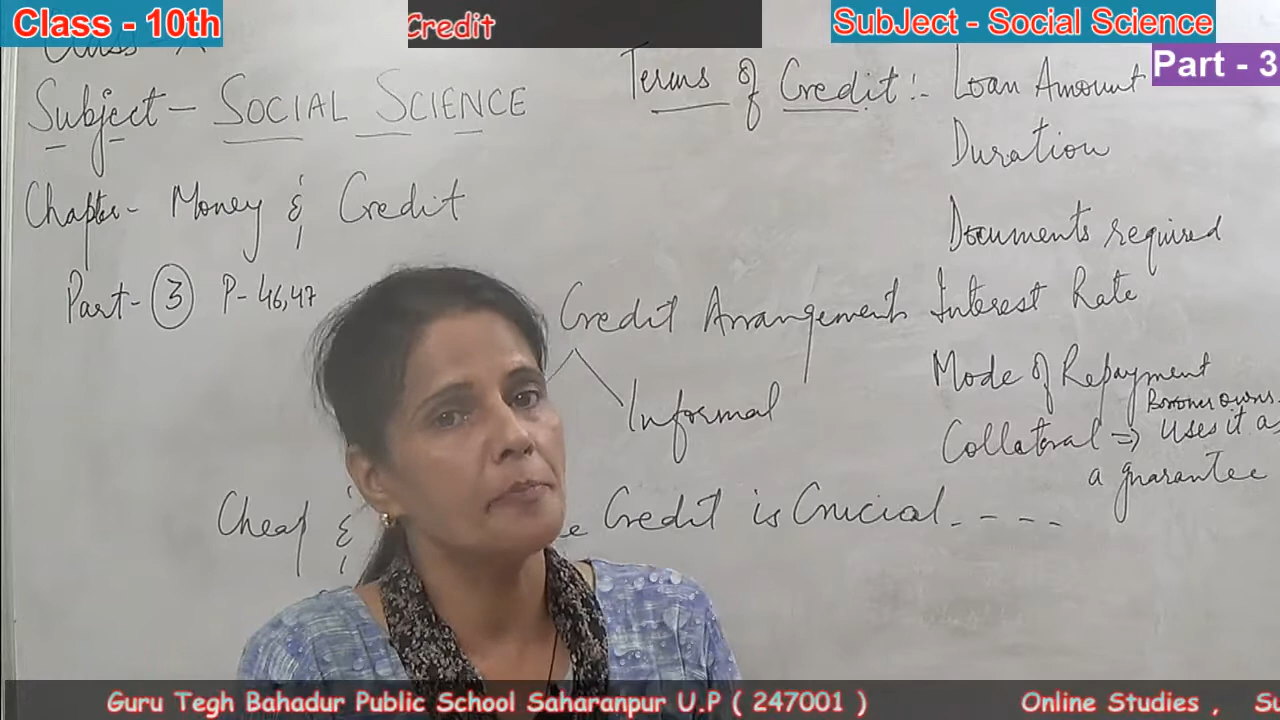 Class - 10th
Credit
SubJect - Social Science
Part - 3
Class - X
Subject - SOCIAL SCIENCE
Chapter - Money & Credit
Part - 3 P - 46,47
Terms of Credit :- Loan Amount
Duration
Documents required
Interest Rate
Mode of Repayment
Collateral => Borrower owns.
Uses it as
a guarantee
Credit Arrangement
Informal
Cheap & Credit is Crucial - - - -
Guru Tegh Bahadur Public School Saharanpur U.P ( 247001 )
Online Studies ,